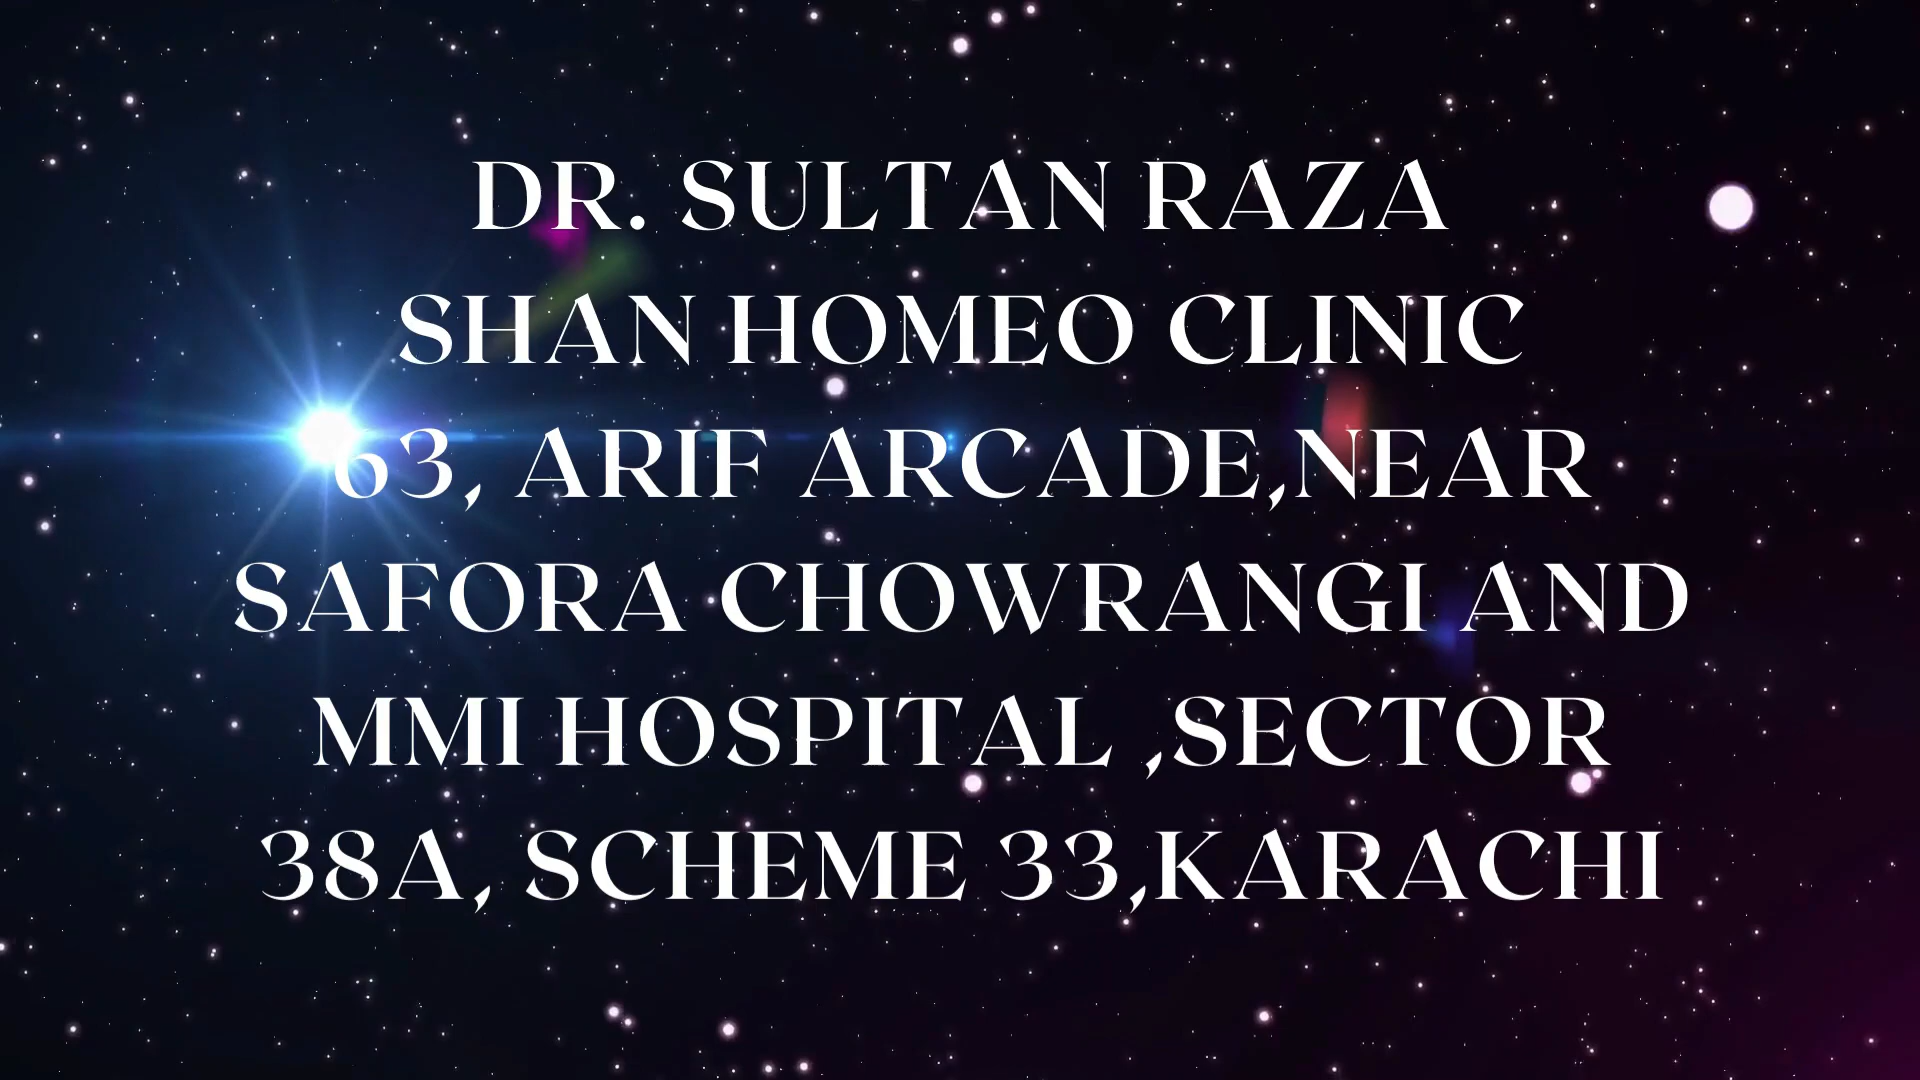 DR. SULTAN RAZA
SHAN HOMEO CLINIC
63, ARIF ARCADE,NEAR
SAFORA CHOWRANGI AND
MMI HOSPITAL ,SECTOR
38A, SCHEME 33,KARACHI